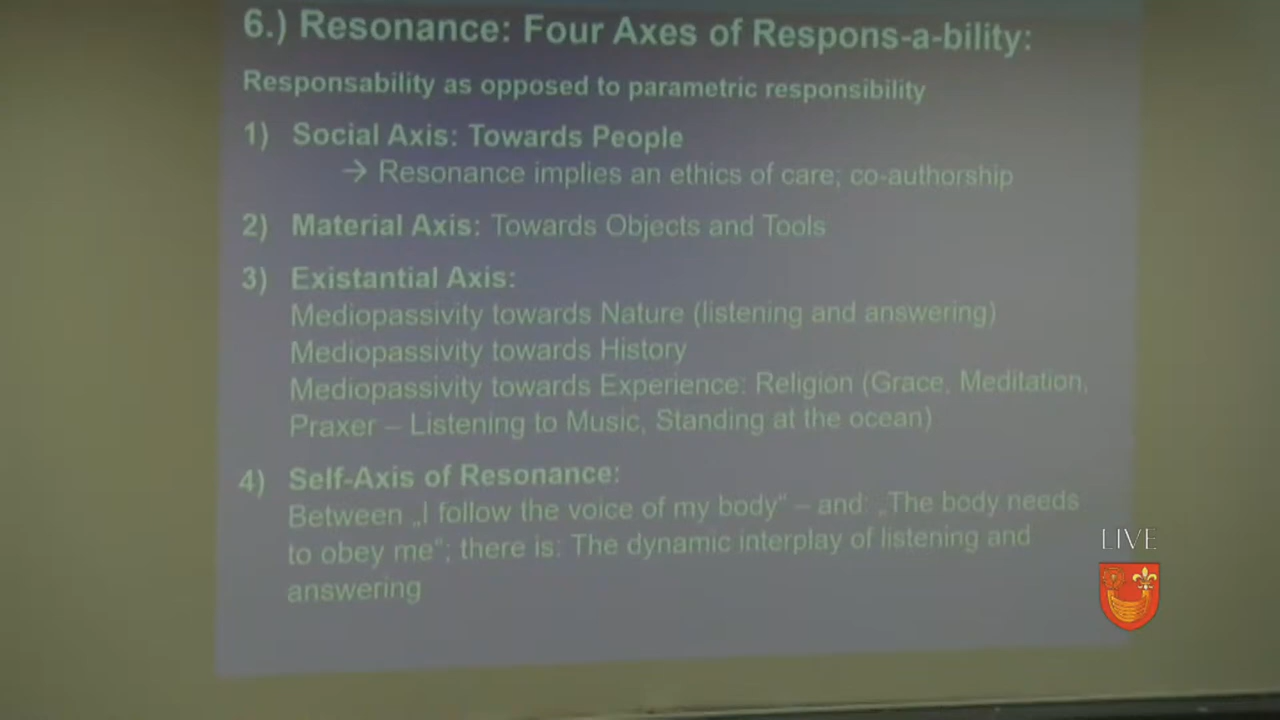 6.) Resonance: Four Axes of Respons-a-bility:
Responsability as opposed to parametric responsibility
1) Social Axis: Towards People
→ Resonance implies an ethics of care; co-authorship
2) Material Axis: Towards Objects and Tools
3) Existantial Axis:
Mediopassivity towards Nature (listening and answering)
Mediopassivity towards History
Mediopassivity towards Experience: Religion (Grace, Meditation,
Praxer – Listening to Music, Standing at the ocean)
4) Self-Axis of Resonance:
Between „I follow the voice of my body“ – and: „The body needs
to obey me“; there is: The dynamic interplay of listening and
answering
LIVE